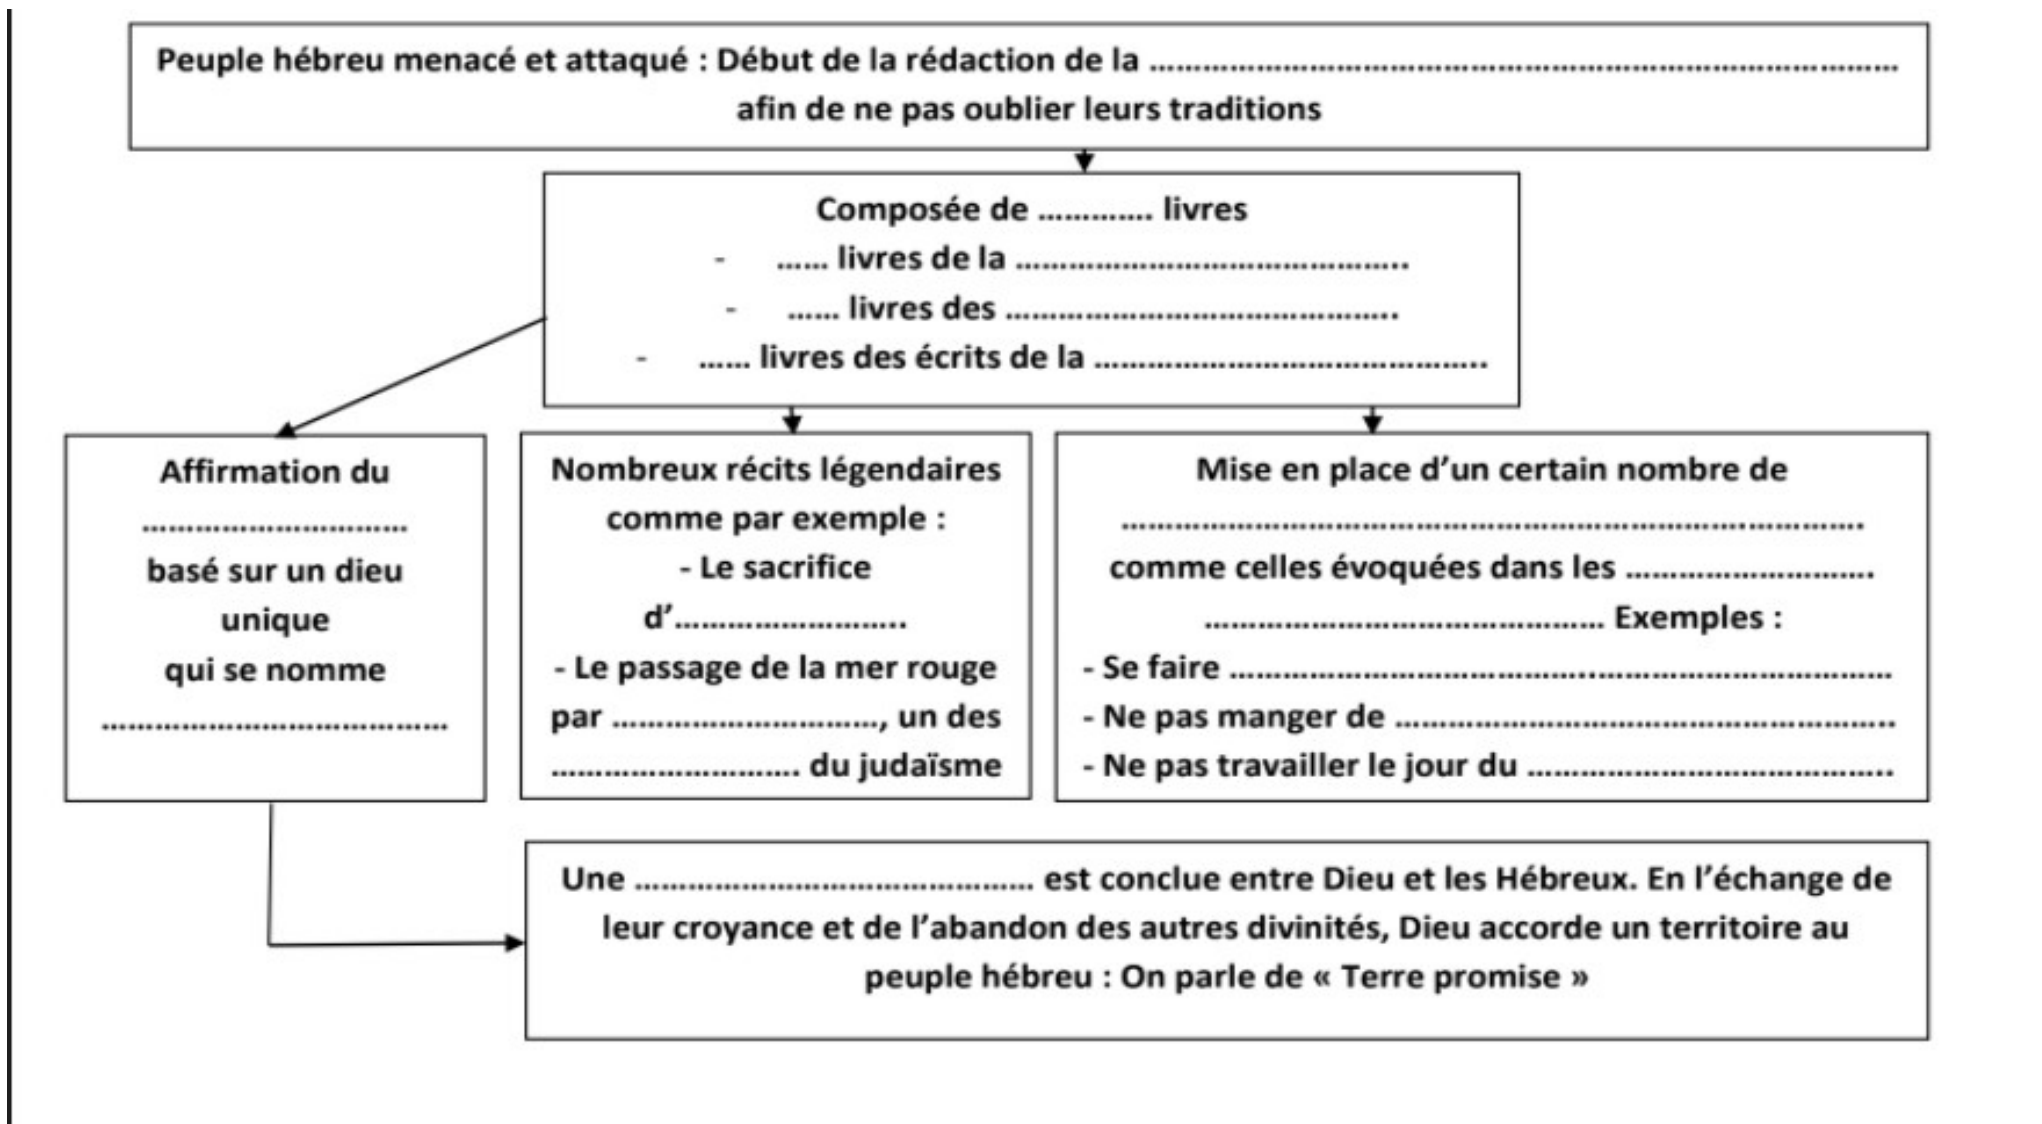 Peuple hébreu menacé et attaqué : Début de la rédaction de la ……………………………………………………………………………
afin de ne pas oublier leurs traditions
Composée de …………. livres
- …… livres de la ……………………………………..
- …… livres des ……………………………………..
- …… livres des écrits de la ……………………………………..
Affirmation du
…………………………
basé sur un dieu
unique
qui se nomme
…………………………………
Nombreux récits légendaires
comme par exemple :
- Le sacrifice
d’……………………..
- Le passage de la mer rouge
par …………………………, un des
………………………. du judaïsme
Mise en place d’un certain nombre de
…………………………………………………………….………….
comme celles évoquées dans les ……………………….
……………………………………… Exemples :
- Se faire …………………………………..……………………………
- Ne pas manger de ………………………………………………..
- Ne pas travailler le jour du …………………………………..
Une ……………………………………… est conclue entre Dieu et les Hébreux. En l’échange de
leur croyance et de l’abandon des autres divinités, Dieu accorde un territoire au
peuple hébreu : On parle de « Terre promise »